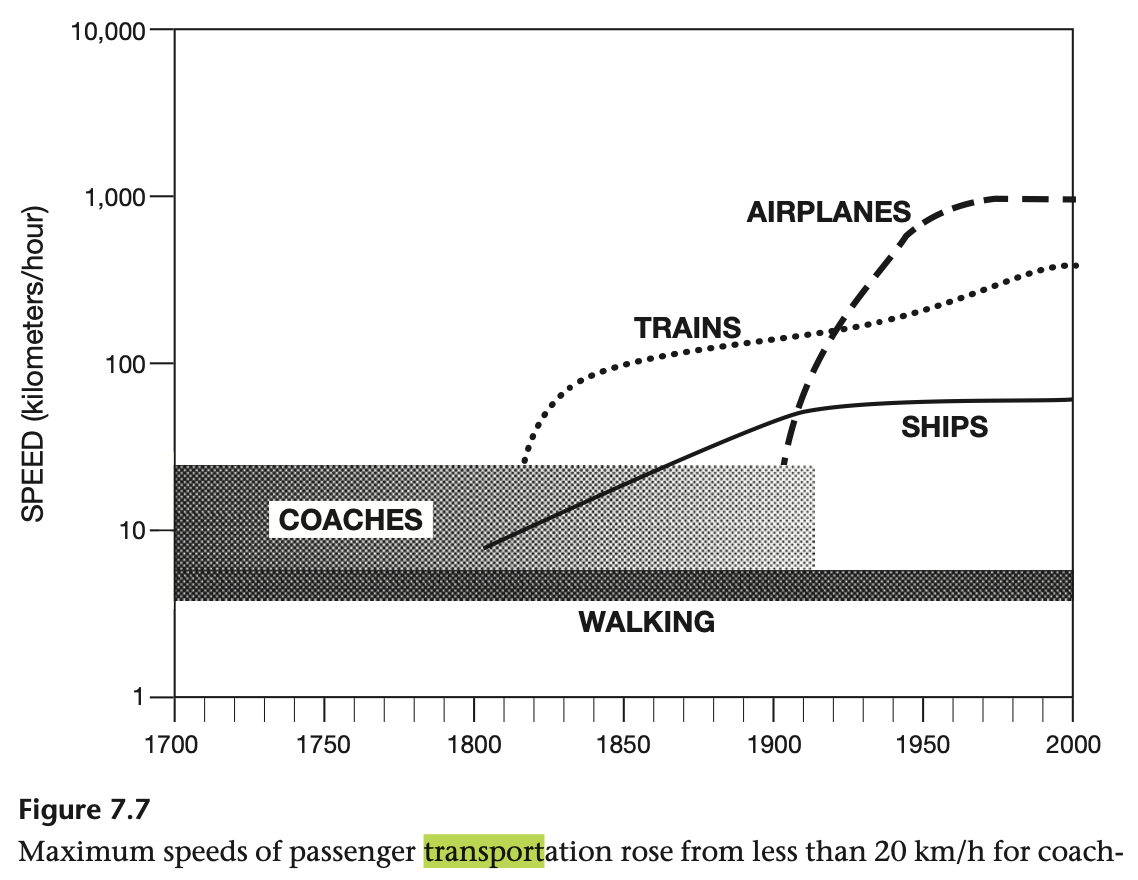 10,000
1,000
100
10
1
SPEED (kilometers/hour)
AIRPLANES
TRAINS
SHIPS
COACHES
WALKING
1700 1750 1800 1850 1900 1950 2000
Figure 7.7
Maximum speeds of passenger transportation rose from less than 20 km/h for coach-